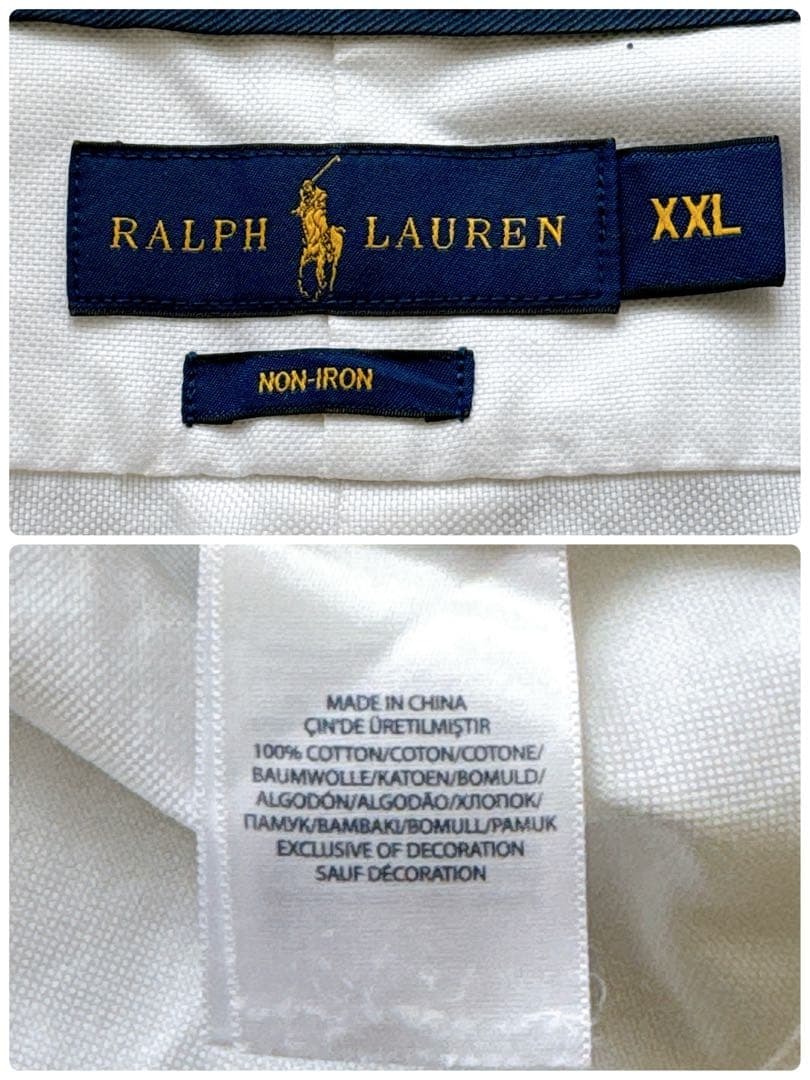 RALPH LAUREN
XXL
NON-IRON
MADE IN CHINA
ÇİN'DE ÜRETILMIŞTIR
100% COTTON/COTON/COTONE/
BAUMWOLLE/KATOEN/BOMULD/
ALGODÓN/ALGODÃO/ХЛОПОК/
ПАМУК/BAMBAKI/BOMULL/PAMUK
EXCLUSIVE OF DECORATION
SAUF DÉCORATION